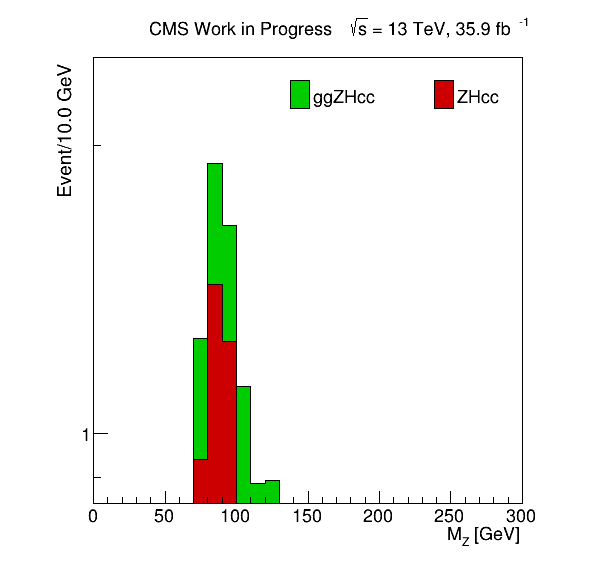 CMS Work in Progress √s = 13 TeV, 35.9 fb -1
Event/10.0 GeV
ggZHcc
ZHcc
1
0 50 100 150 200 250 300
M_Z [GeV]